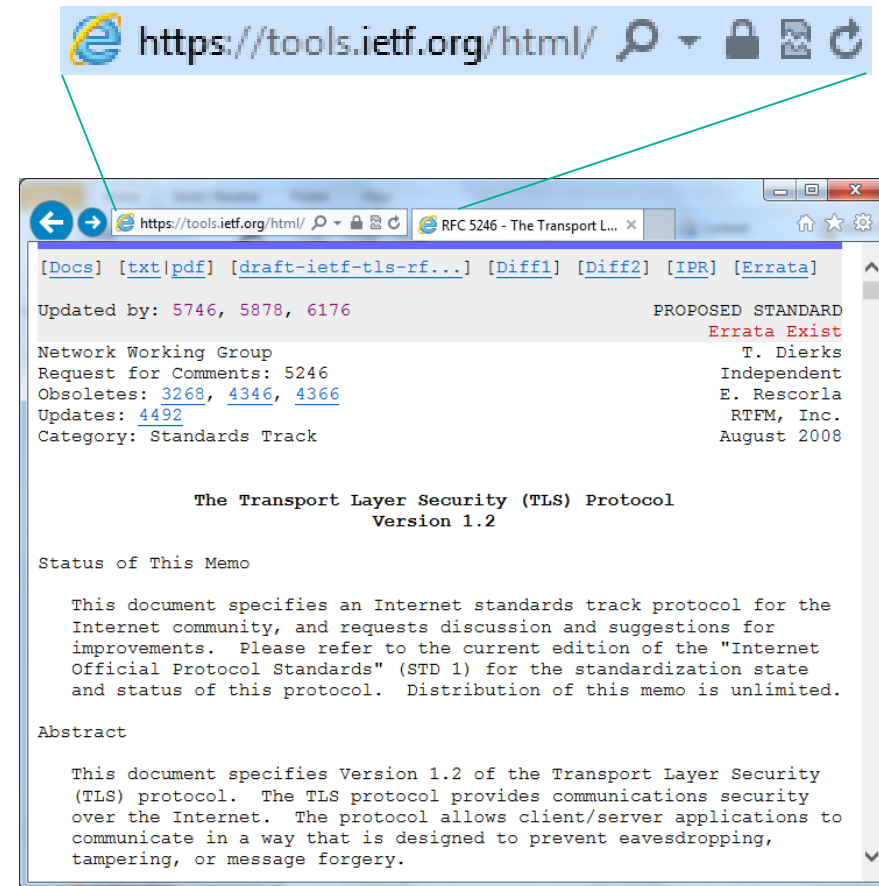 https://tools.ietf.org/html/
https://tools.ietf.org/html/ RFC 5246 - The Transport L...
[Docs] [txt|pdf] [draft-ietf-tls-rf...] [Diff1] [Diff2] [IPR] [Errata]
Updated by: 5746, 5878, 6176 PROPOSED STANDARD
Errata Exist
Network Working Group T. Dierks
Request for Comments: 5246 Independent
Obsoletes: 3268, 4346, 4366 E. Rescorla
Updates: 4492 RTFM, Inc.
Category: Standards Track August 2008
The Transport Layer Security (TLS) Protocol
Version 1.2
Status of This Memo
This document specifies an Internet standards track protocol for the
Internet community, and requests discussion and suggestions for
improvements. Please refer to the current edition of the "Internet
Official Protocol Standards" (STD 1) for the standardization state
and status of this protocol. Distribution of this memo is unlimited.
Abstract
This document specifies Version 1.2 of the Transport Layer Security
(TLS) protocol. The TLS protocol provides communications security
over the Internet. The protocol allows client/server applications to
communicate in a way that is designed to prevent eavesdropping,
tampering, or message forgery.